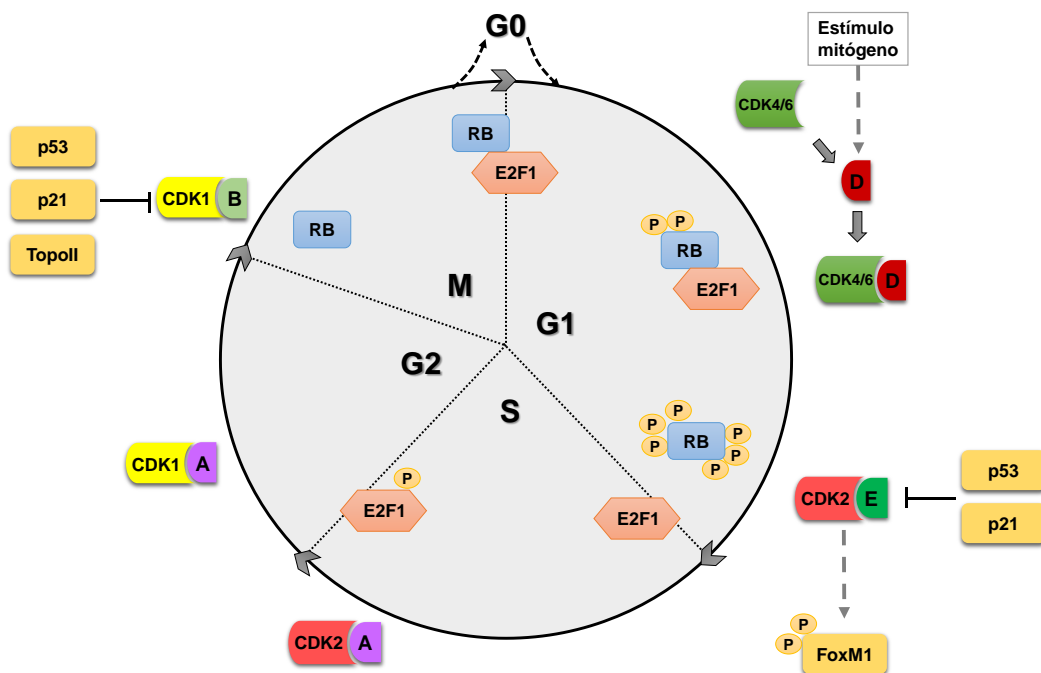 G0
Estímulo
mitógeno
CDK4/6
RB
E2F1
p53
p21
CDK1 B
TopoII
D
RB
P P
RB
E2F1
CDK4/6 D
M
G1
G2
S
P
P
P
RB
P
P
P
CDK1 A
P
E2F1
E2F1
CDK2 E
p53
p21
CDK2 A
P
P
FoxM1